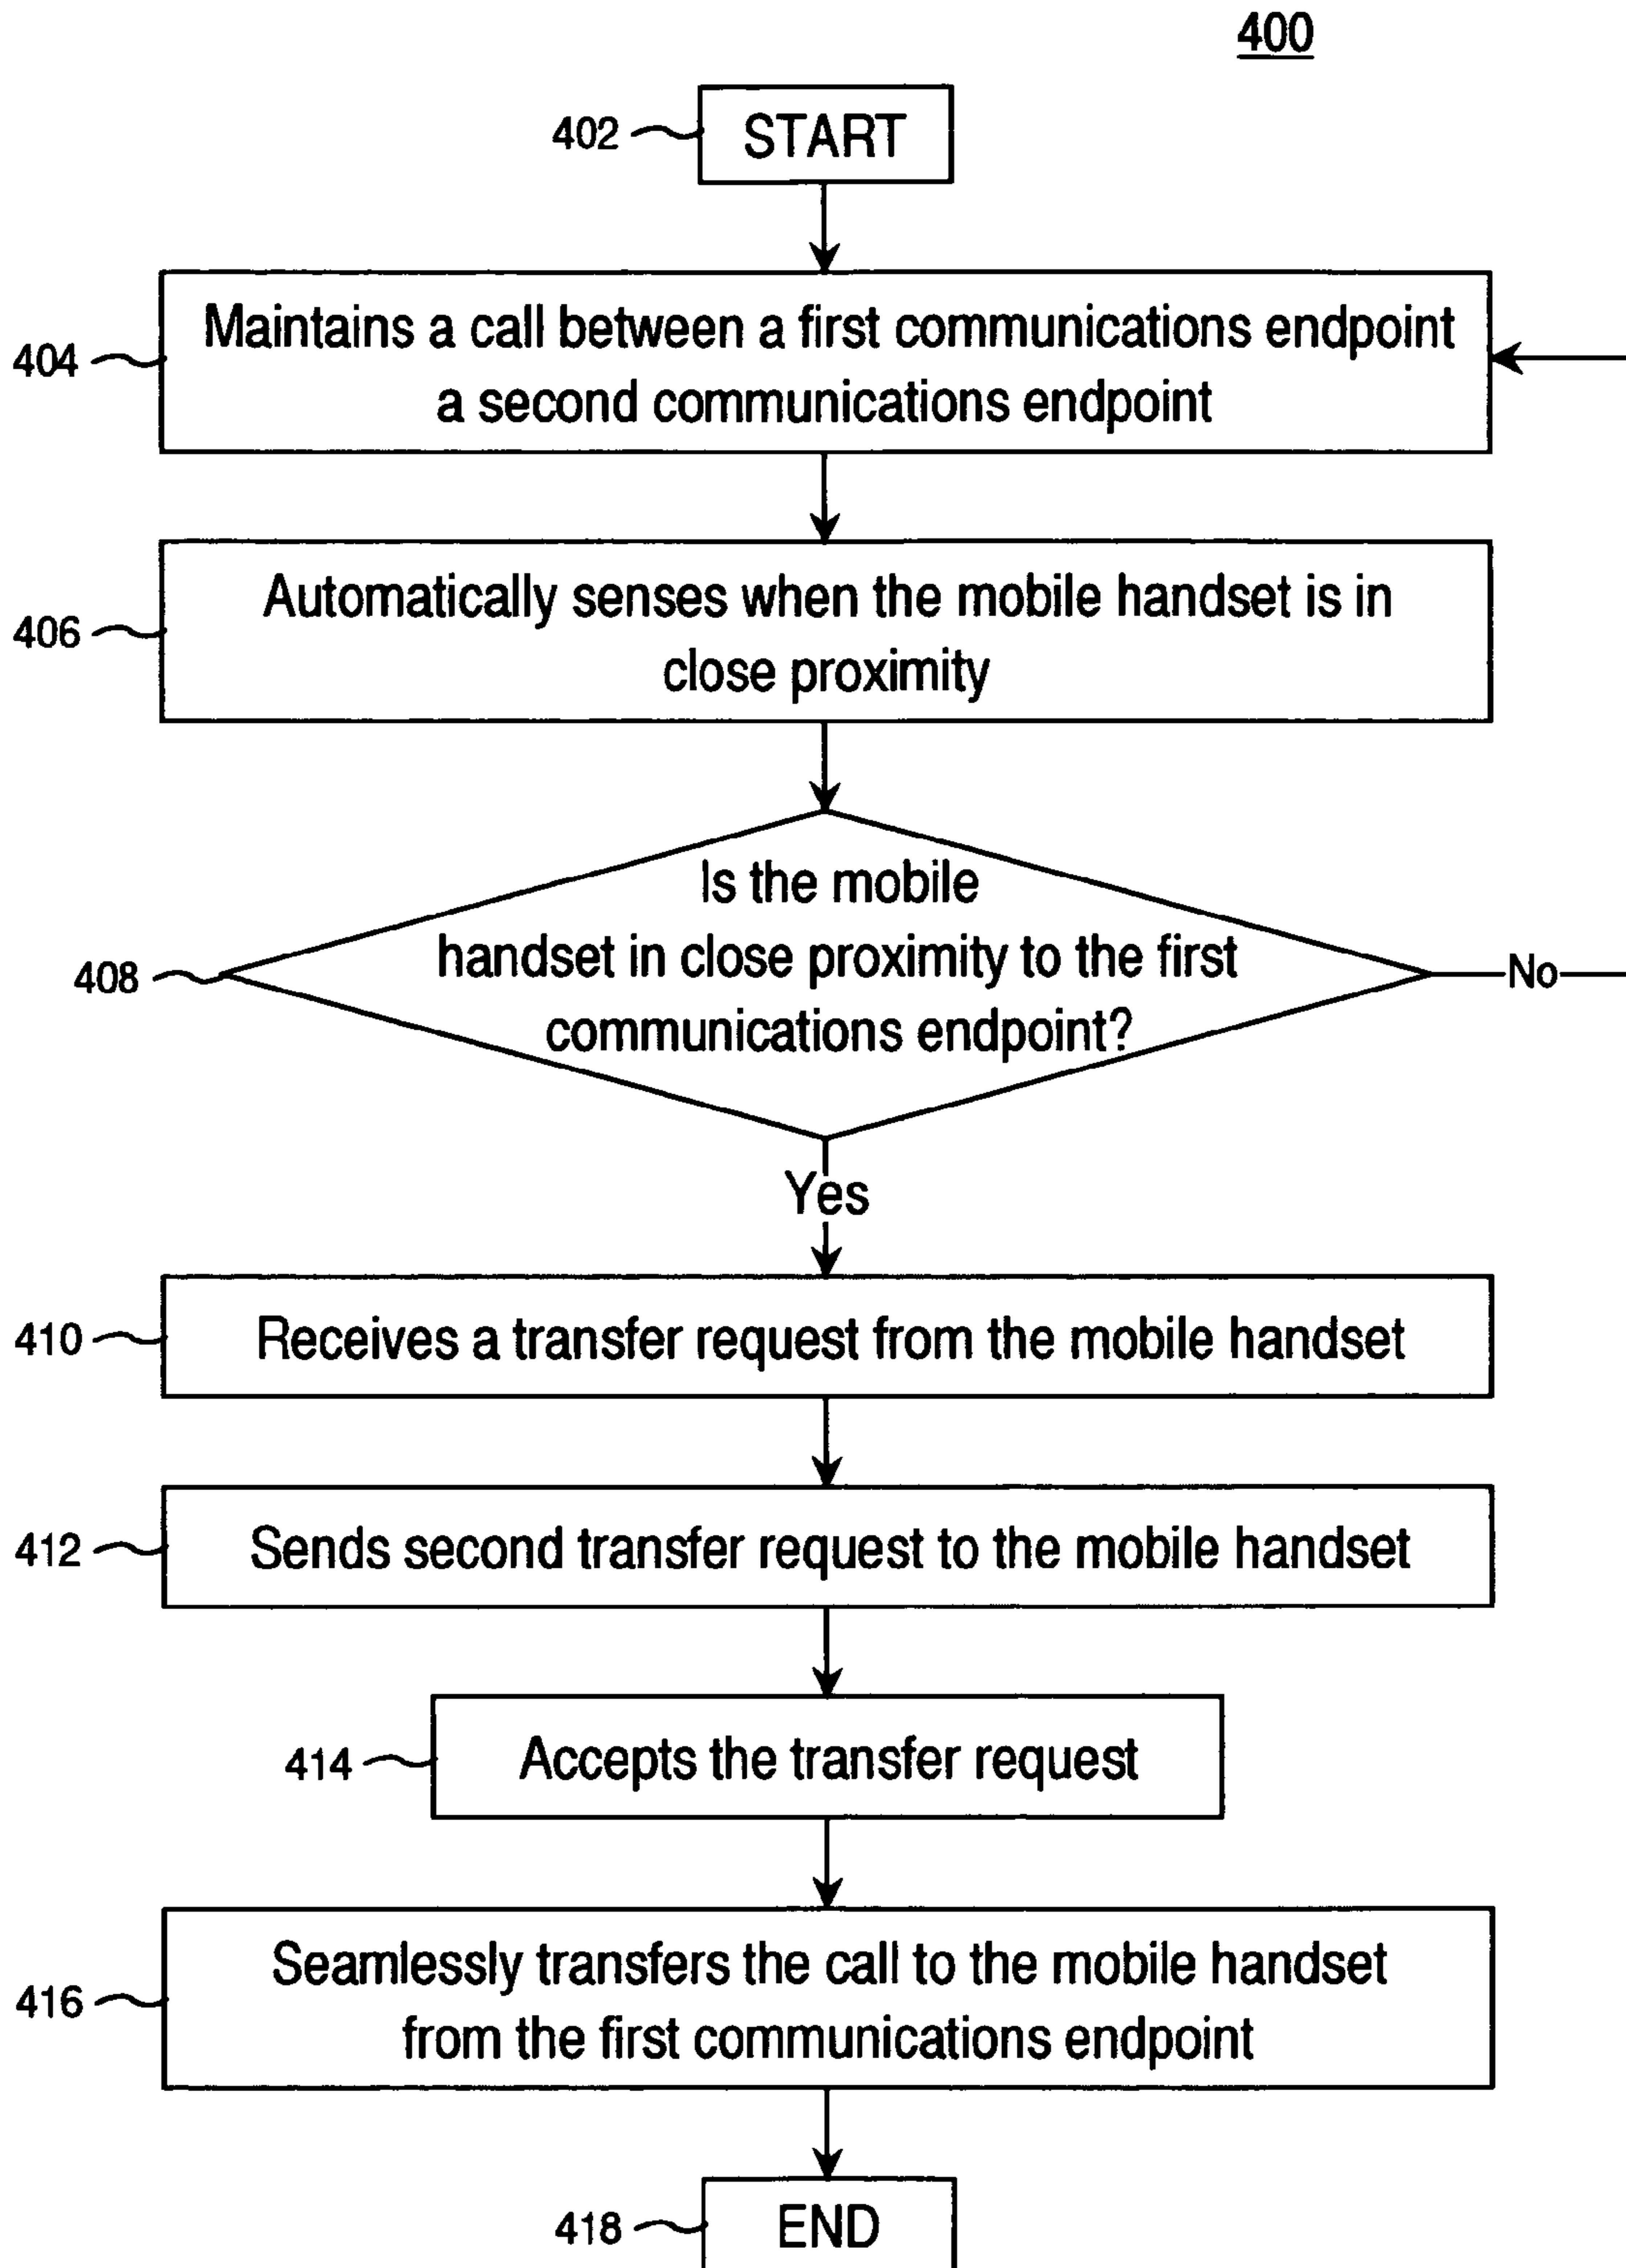 400
402
START
404
Maintains a call between a first communications endpoint
a second communications endpoint
406
Automatically senses when the mobile handset is in
close proximity
408
Is the mobile
handset in close proximity to the first
communications endpoint?
No
Yes
410
Receives a transfer request from the mobile handset
412
Sends second transfer request to the mobile handset
414
Accepts the transfer request
416
Seamlessly transfers the call to the mobile handset
from the first communications endpoint
418
END